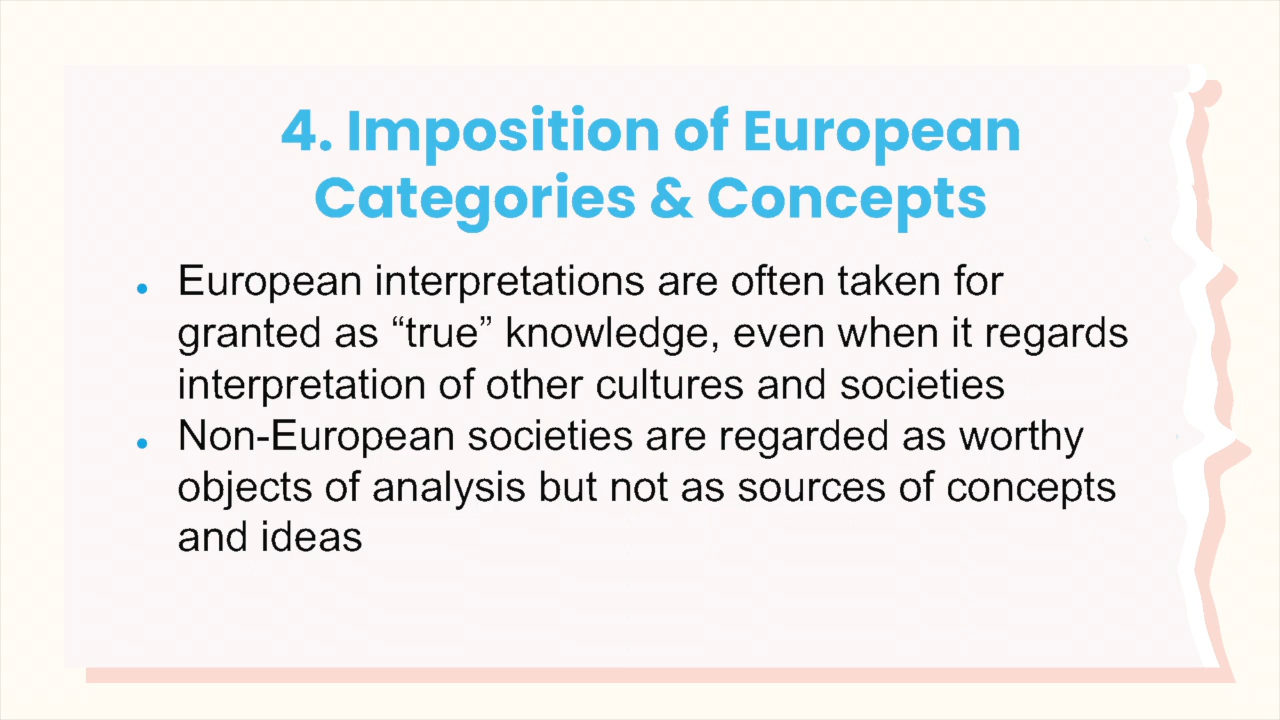 4. Imposition of European
Categories & Concepts
• European interpretations are often taken for
granted as “true” knowledge, even when it regards
interpretation of other cultures and societies
• Non-European societies are regarded as worthy
objects of analysis but not as sources of concepts
and ideas